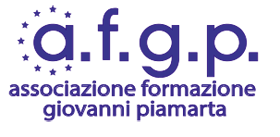 a.f.g.p.
associazione formazione
giovanni piamarta